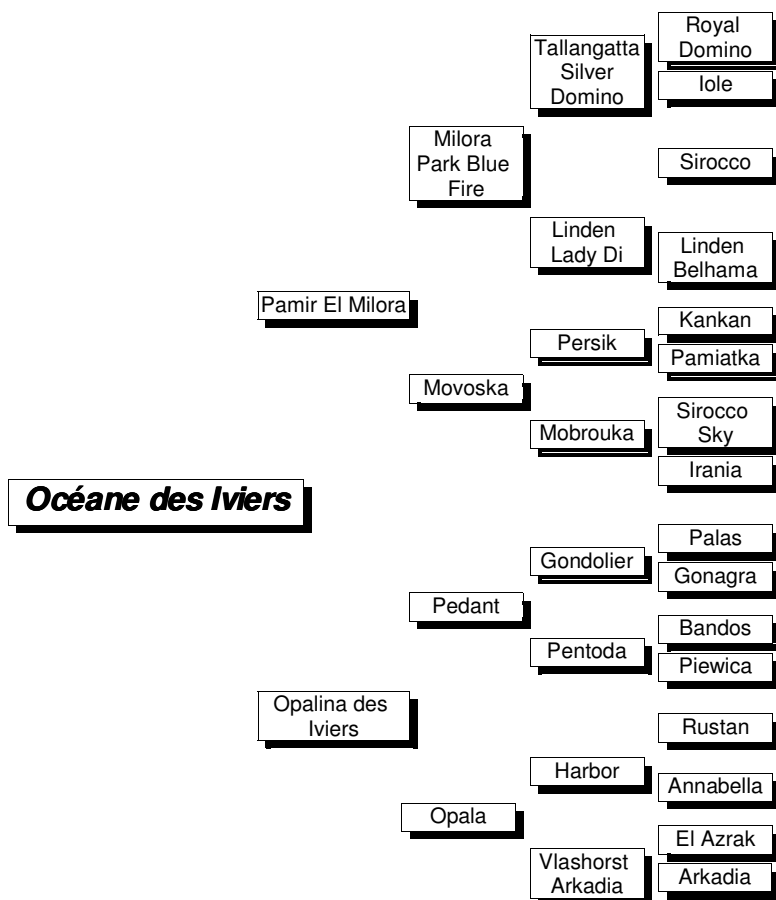 Royal
Domino
Tallangatta
Silver
Domino
Iole
Milora
Park Blue
Fire
Sirocco
Linden
Lady Di
Linden
Belhama
Pamir El Milora
Kankan
Persik
Pamiatka
Movoska
Sirocco
Sky
Mobrouka
Irania
Océane des Iviers
Palas
Gondolier
Gonagra
Pedant
Bandos
Pentoda
Piewica
Opalina des
Iviers
Rustan
Harbor
Annabella
Opala
El Azrak
Vlashorst
Arkadia
Arkadia